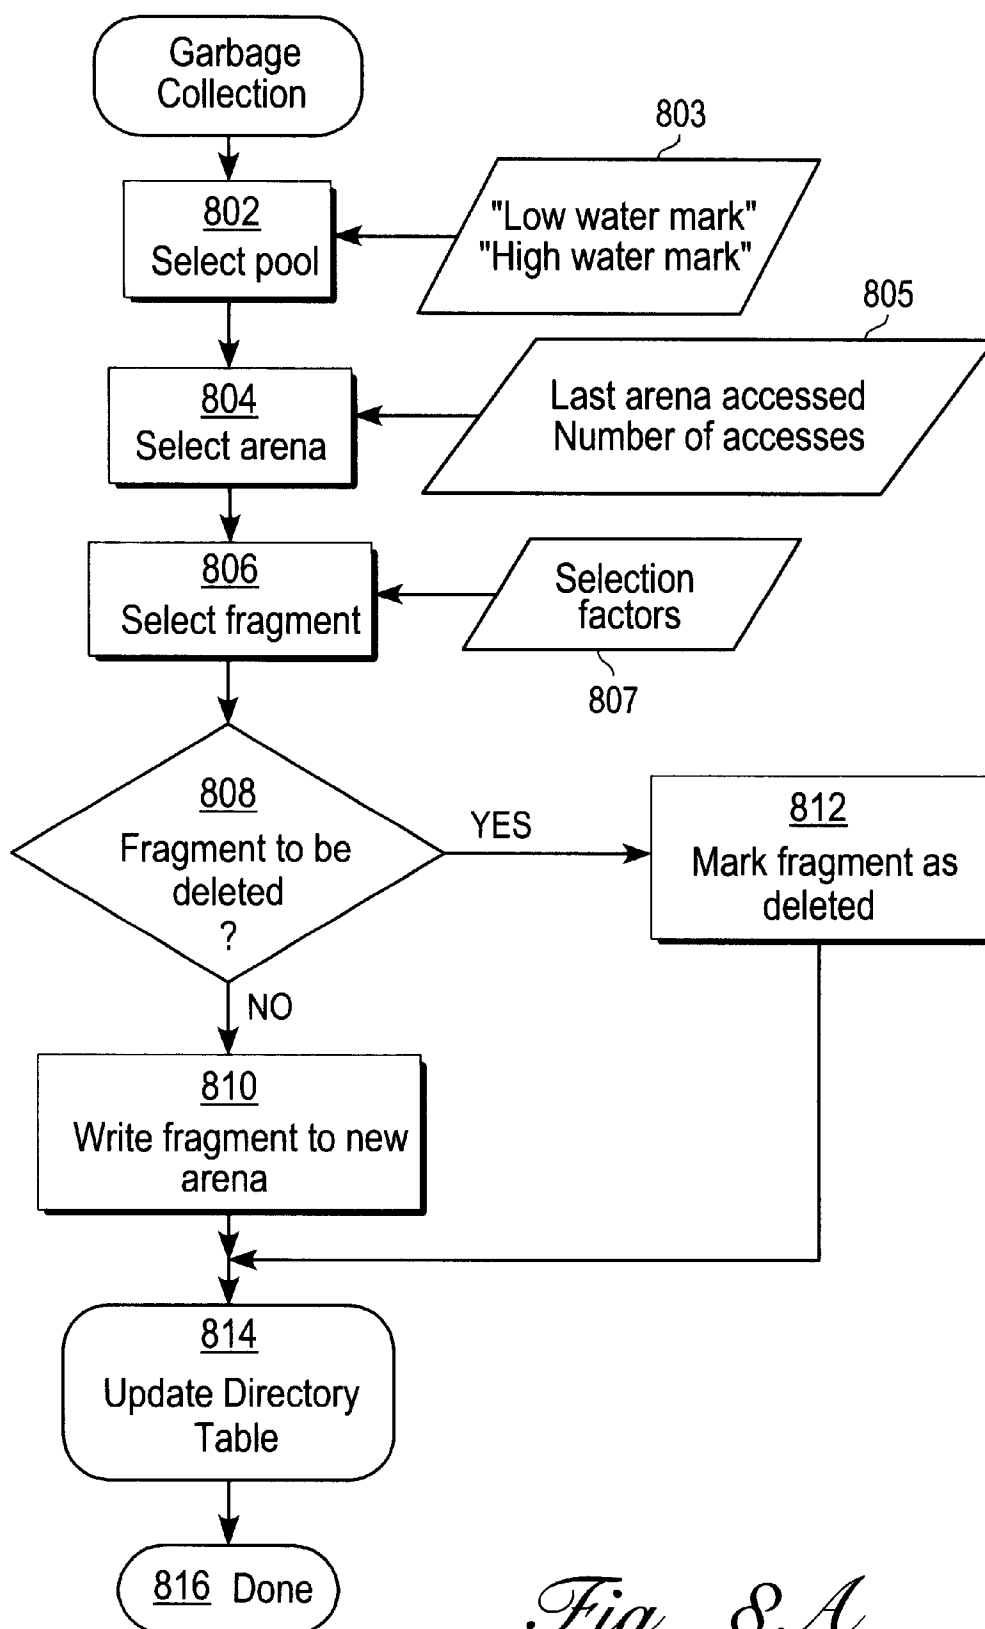 Garbage
Collection
803
802
Select pool
"Low water mark"
"High water mark"
805
804
Select arena
Last arena accessed
Number of accesses
806
Select fragment
Selection
factors
807
808
Fragment to be
deleted
?
YES
812
Mark fragment as
deleted
NO
810
Write fragment to new
arena
814
Update Directory
Table
816 Done
Fig. 8A